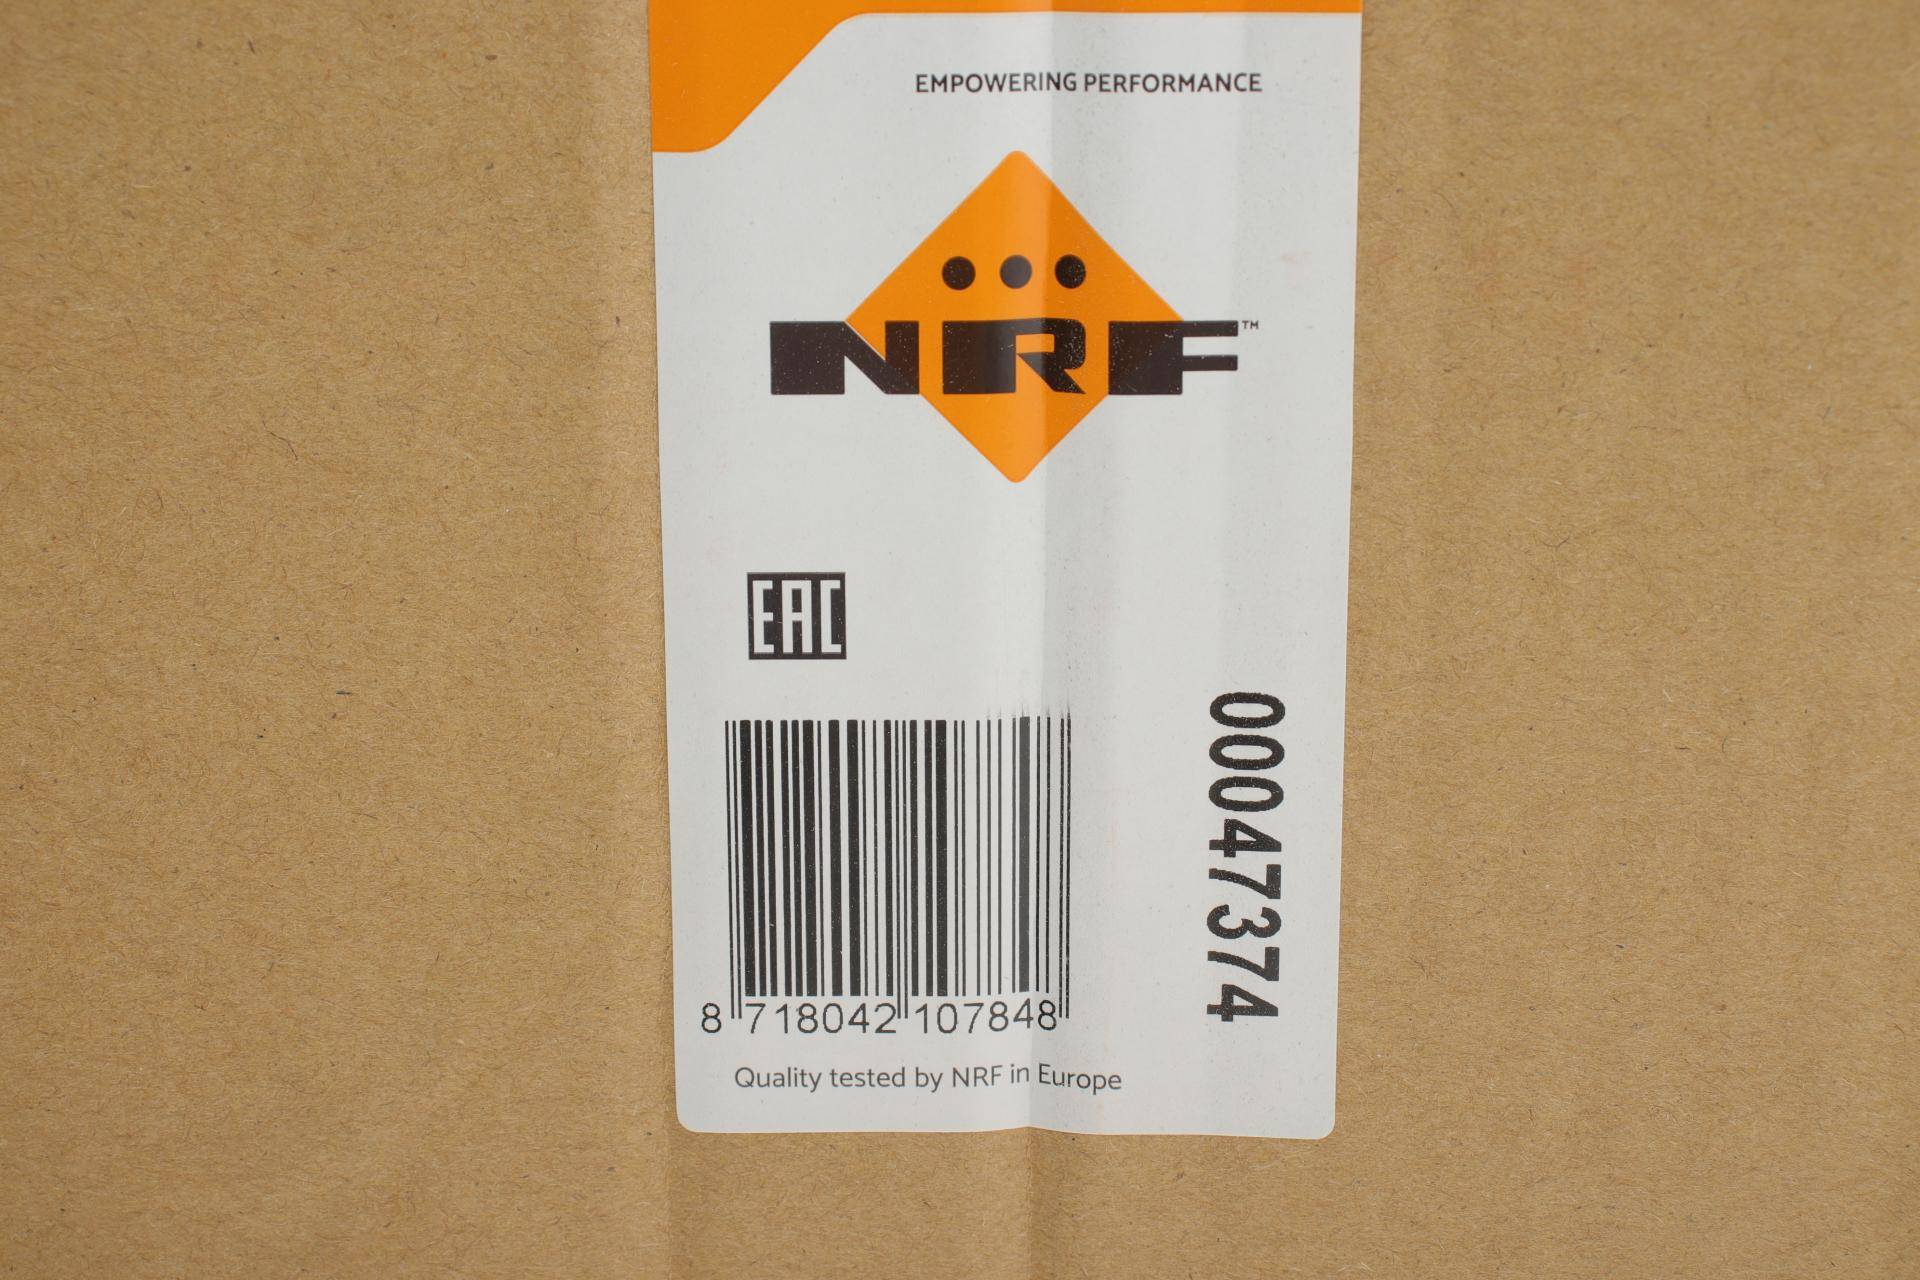 EMPOWERING PERFORMANCE
NRF™
EAC
00047374
8 718042 107848
Quality tested by NRF in Europe